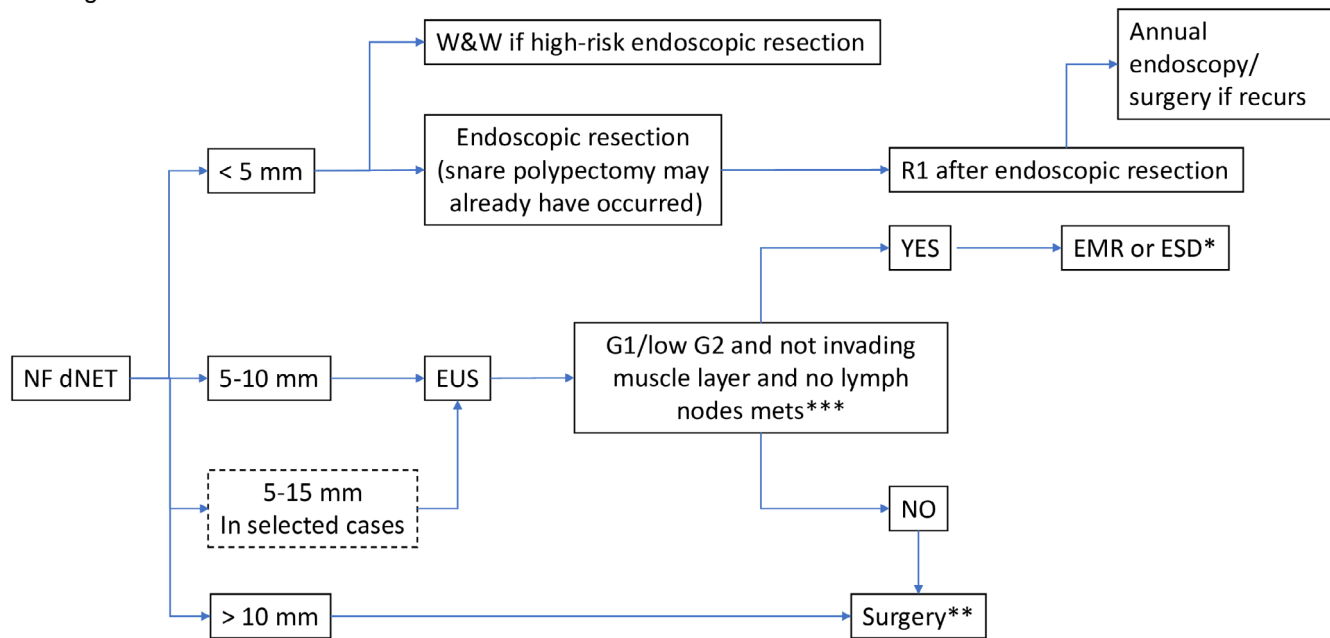 W&W if high-risk endoscopic resection
Annual
endoscopy/
surgery if recurs
< 5 mm
Endoscopic resection
(snare polypectomy may
already have occurred)
R1 after endoscopic resection
YES
EMR or ESD*
NF dNET
5-10 mm
EUS
G1/low G2 and not invading
muscle layer and no lymph
nodes mets***
5-15 mm
In selected cases
NO
> 10 mm
Surgery**